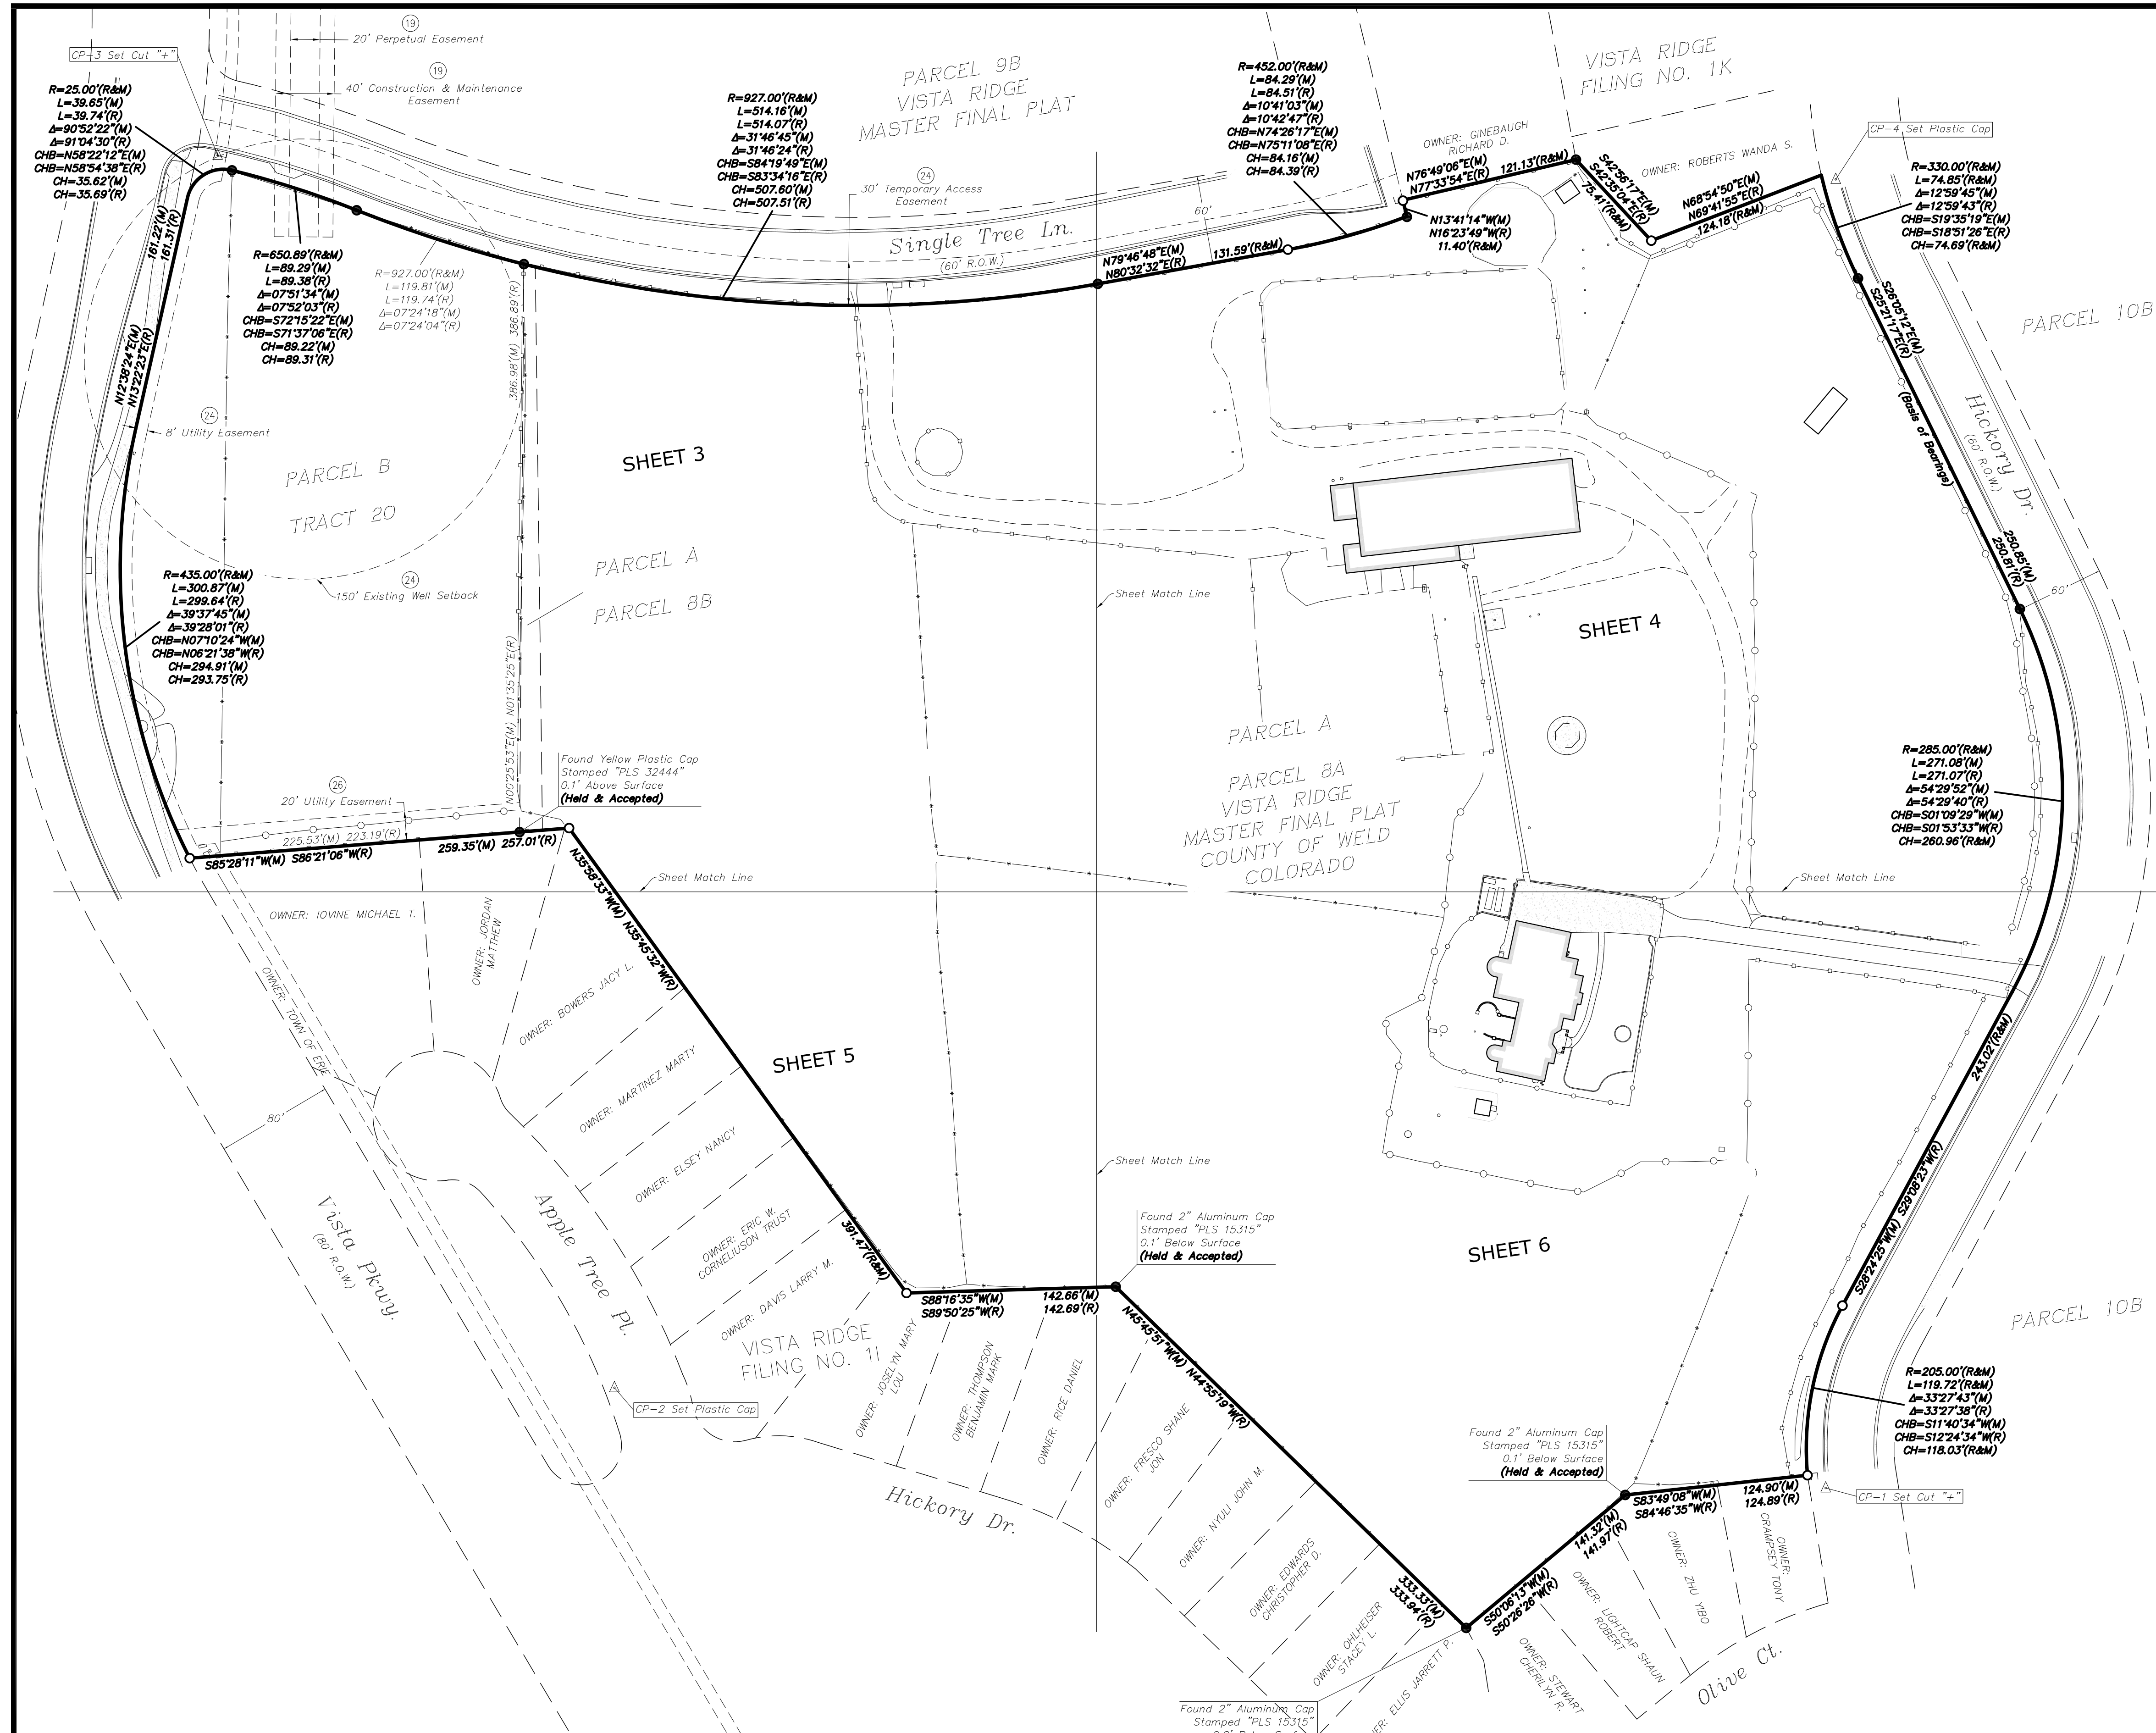 19
20' Perpetual Easement
CP-3 Set Cut "+"
19
40' Construction & Maintenance
Easement
R=25.00'(R&M)
L=39.65'(M)
L=39.74'(R)
Δ=90°52'22"(M)
Δ=91°04'30"(R)
CHB=N58°22'12"E(M)
CHB=N58°54'38"E(R)
CH=35.62'(M)
CH=35.69'(R)
R=927.00'(R&M)
L=514.16'(M)
L=514.07'(R)
Δ=31°46'45"(M)
Δ=31°46'24"(R)
CHB=S84°19'49"E(M)
CHB=S83°34'16"E(R)
CH=507.60'(M)
CH=507.51'(R)
PARCEL 9B
VISTA RIDGE
MASTER FINAL PLAT
R=452.00'(R&M)
L=84.29'(M)
L=84.51'(R)
Δ=10°41'03"(M)
Δ=10°42'47"(R)
CHB=N74°26'17"E(M)
CHB=N75°11'08"E(R)
CH=84.16'(M)
CH=84.39'(R)
VISTA RIDGE
FILING NO. 1K
OWNER: GINEBAUGH
RICHARD D.
N76°49'06"E(M)
N77°33'54"E(R)
121.13'(R&M)
S42°56'17"E(M)
S42°35'04"E(R)
75.41'(R&M)
OWNER: ROBERTS WANDA S.
N68°54'50"E(M)
N69°41'55"E(R)
124.18'(R&M)
CP-4 Set Plastic Cap
R=330.00'(R&M)
L=74.85'(R&M)
Δ=12°59'45"(M)
Δ=12°59'43"(R)
CHB=S19°35'19"E(M)
CHB=S18°51'26"E(R)
CH=74.69'(R&M)
24
30' Temporary Access
Easement
60'
Single Tree Ln.
(60' R.O.W.)
N13°41'14"W(M)
N16°23'49"W(R)
11.40'(R&M)
N79°46'48"E(M)
N80°32'32"E(R)
131.59'(R&M)
161.22'(M)
161.31'(R)
N12°38'24"E(M)
N13°22'23"E(R)
R=650.89'(R&M)
L=89.29'(M)
L=89.38'(R)
Δ=07°51'34"(M)
Δ=07°52'03"(R)
CHB=S72°15'22"E(M)
CHB=S71°37'06"E(R)
CH=89.22'(M)
CH=89.31'(R)
R=927.00'(R&M)
L=119.81'(M)
L=119.74'(R)
Δ=07°24'18"(M)
Δ=07°24'04"(R)
386.98'(M) 386.89'(R)
N00°25'53"E(M) N01°35'25"E(R)
S26°05'12"E(M)
S25°21'17"E(R)
(Basis of Bearings)
250.85'(M)
250.81'(R)
Hickory Dr.
(60' R.O.W.)
60'
PARCEL 10B
24
8' Utility Easement
PARCEL B
TRACT 20
SHEET 3
PARCEL A
PARCEL 8B
24
150' Existing Well Setback
Sheet Match Line
SHEET 4
R=435.00'(R&M)
L=300.87'(M)
L=299.64'(R)
Δ=39°37'45"(M)
Δ=39°28'01"(R)
CHB=N07°10'24"W(M)
CHB=N06°21'38"W(R)
CH=294.91'(M)
CH=293.75'(R)
PARCEL A
PARCEL 8A
VISTA RIDGE
MASTER FINAL PLAT
COUNTY OF WELD
COLORADO
R=285.00'(R&M)
L=271.08'(M)
L=271.07'(R)
Δ=54°29'52"(M)
Δ=54°29'40"(R)
CHB=S01°09'29"W(M)
CHB=S01°53'33"W(R)
CH=260.96'(R&M)
Found Yellow Plastic Cap
Stamped "PLS 32444"
0.1' Above Surface
(Held & Accepted)
26
20' Utility Easement
225.53'(M) 223.19'(R)
S85°28'11"W(M) S86°21'06"W(R)
259.35'(M) 257.01'(R)
Sheet Match Line
Sheet Match Line
OWNER: IOVINE MICHAEL T.
OWNER: JORDAN
MATTHEW
OWNER: TOWN OF ERIE
N35°58'33"W(M) N35°45'32"W(R)
391.47'(R&M)
OWNER: BOWERS JACY L.
OWNER: MARTINEZ MARTY
OWNER: ELSEY NANCY
OWNER: ERIC W.
CORNELIUSON TRUST
OWNER: DAVIS LARRY M.
SHEET 5
80'
Vista Pkwy.
(80' R.O.W.)
Apple Tree Pl.
243.02'(R&M)
S28°24'25"W(M) S29°08'23"W(R)
Sheet Match Line
Found 2" Aluminum Cap
Stamped "PLS 15315"
0.1' Below Surface
(Held & Accepted)
SHEET 6
S88°16'35"W(M)
S89°50'25"W(R)
142.66'(M)
142.69'(R)
VISTA RIDGE
FILING NO. 1I
CP-2 Set Plastic Cap
OWNER: JOSELYN MARY
LOU
OWNER: THOMPSON
BENJAMIN MARK
OWNER: RICE DANIEL
OWNER: FRESCO SHANE
JON
OWNER: NYULI JOHN M.
OWNER: EDWARDS
CHRISTOPHER D.
OWNER: OHLHEISER
STACEY L.
N45°45'51"W(M) N44°55'19"W(R)
333.33'(M)
333.94'(R)
Hickory Dr.
PARCEL 10B
R=205.00'(R&M)
L=119.72'(R&M)
Δ=33°27'43"(M)
Δ=33°27'38"(R)
CHB=S11°40'34"W(M)
CHB=S12°24'34"W(R)
CH=118.03'(R&M)
Found 2" Aluminum Cap
Stamped "PLS 15315"
0.1' Below Surface
(Held & Accepted)
S83°49'08"W(M)
S84°46'35"W(R)
124.90'(M)
124.89'(R)
CP-1 Set Cut "+"
141.32'(M)
141.97'(R)
S50°06'13"W(M)
S50°26'26"W(R)
OWNER:
CRAMPSEY TONY
OWNER: ZHU YIBO
OWNER: LIGHTCAP SHAUN
ROBERT
OWNER: STEWART
CHERILYN R.
ELLIS JARRETT P.
Olive Ct.
Found 2" Aluminum Cap
Stamped "PLS 15315"